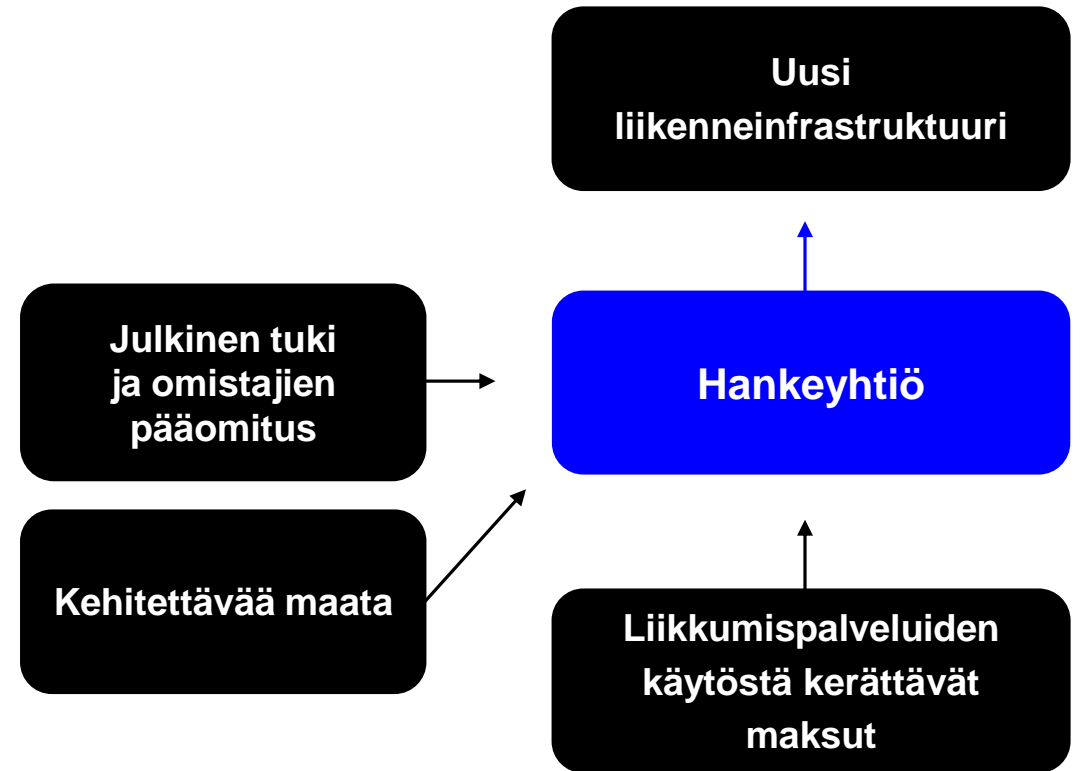 Uusi
liikenneinfrastruktuuri
Julkinen tuki
ja omistajien
pääomitus
Hankeyhtiö
Kehitettävää maata
Liikkumispalveluiden
käytöstä kerättävät
maksut